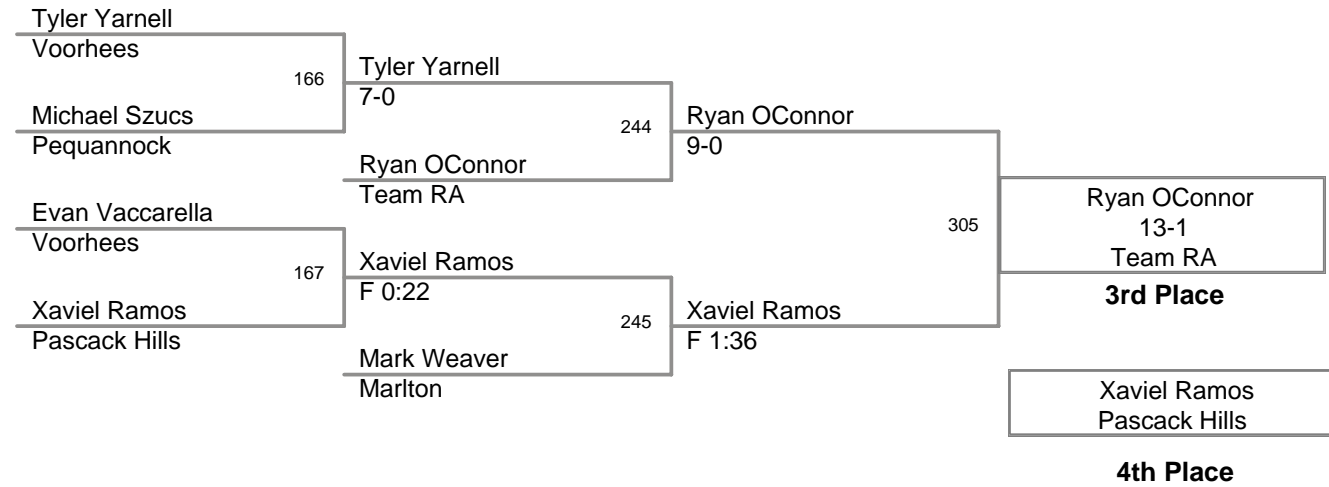 Tyler Yarnell
Voorhees
166
Michael Szucs
Pequannock
Evan Vaccarella
Voorhees
167
Xaviel Ramos
Pascack Hills
Tyler Yarnell
7-0
244
Ryan OConnor
Team RA
Xaviel Ramos
F 0:22
245
Mark Weaver
Marlton
Ryan OConnor
9-0
305
Xaviel Ramos
F 1:36
Ryan OConnor
13-1
Team RA
3rd Place
Xaviel Ramos
Pascack Hills
4th Place